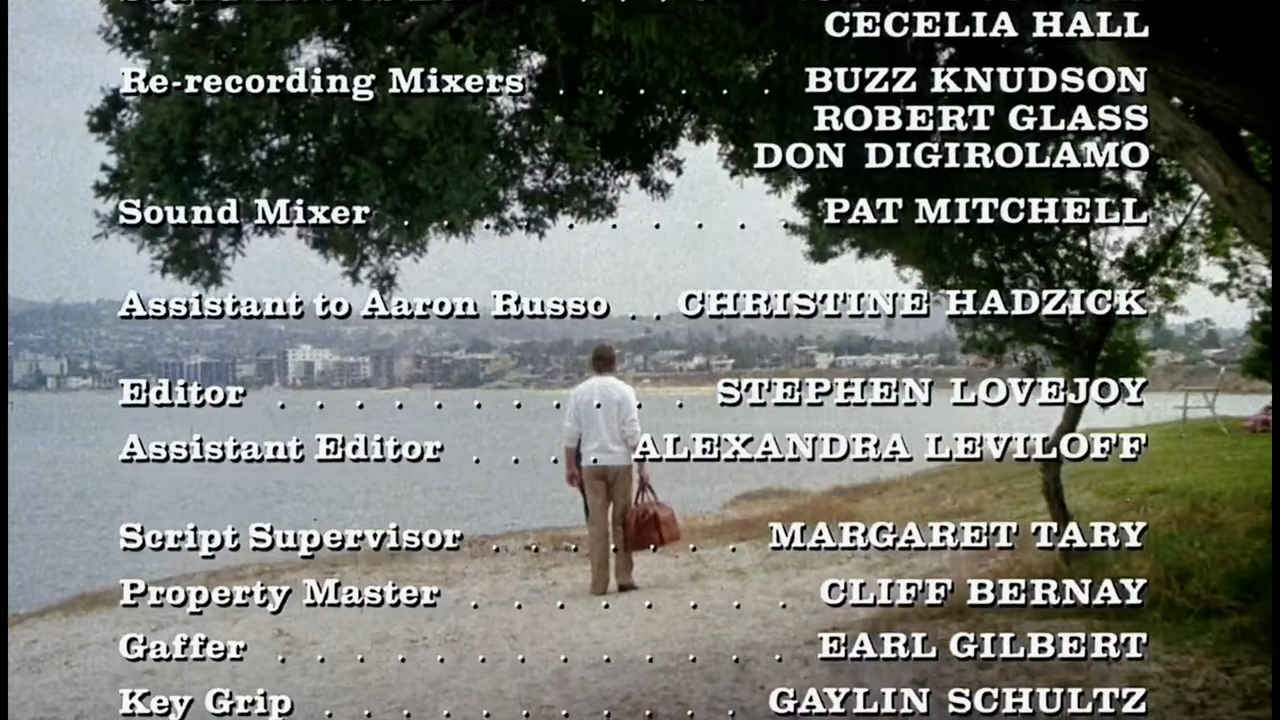 CECELIA HALL
Re-recording Mixers . . . . . . BUZZ KNUDSON
ROBERT GLASS
DON DIGIROLAMO
Sound Mixer . . . . . . . . . . PAT MITCHELL
Assistant to Aaron Russo . . CHRISTINE HADZICK
Editor . . . . . . . . . . . STEPHEN LOVEJOY
Assistant Editor . . . . ALEXANDRA LEVILOFF
Script Supervisor . . . . . . . MARGARET TARY
Property Master . . . . . . . . CLIFF BERNAY
Gaffer . . . . . . . . . . . . . EARL GILBERT
Key Grip . . . . . . . . . . . GAYLIN SCHULTZ